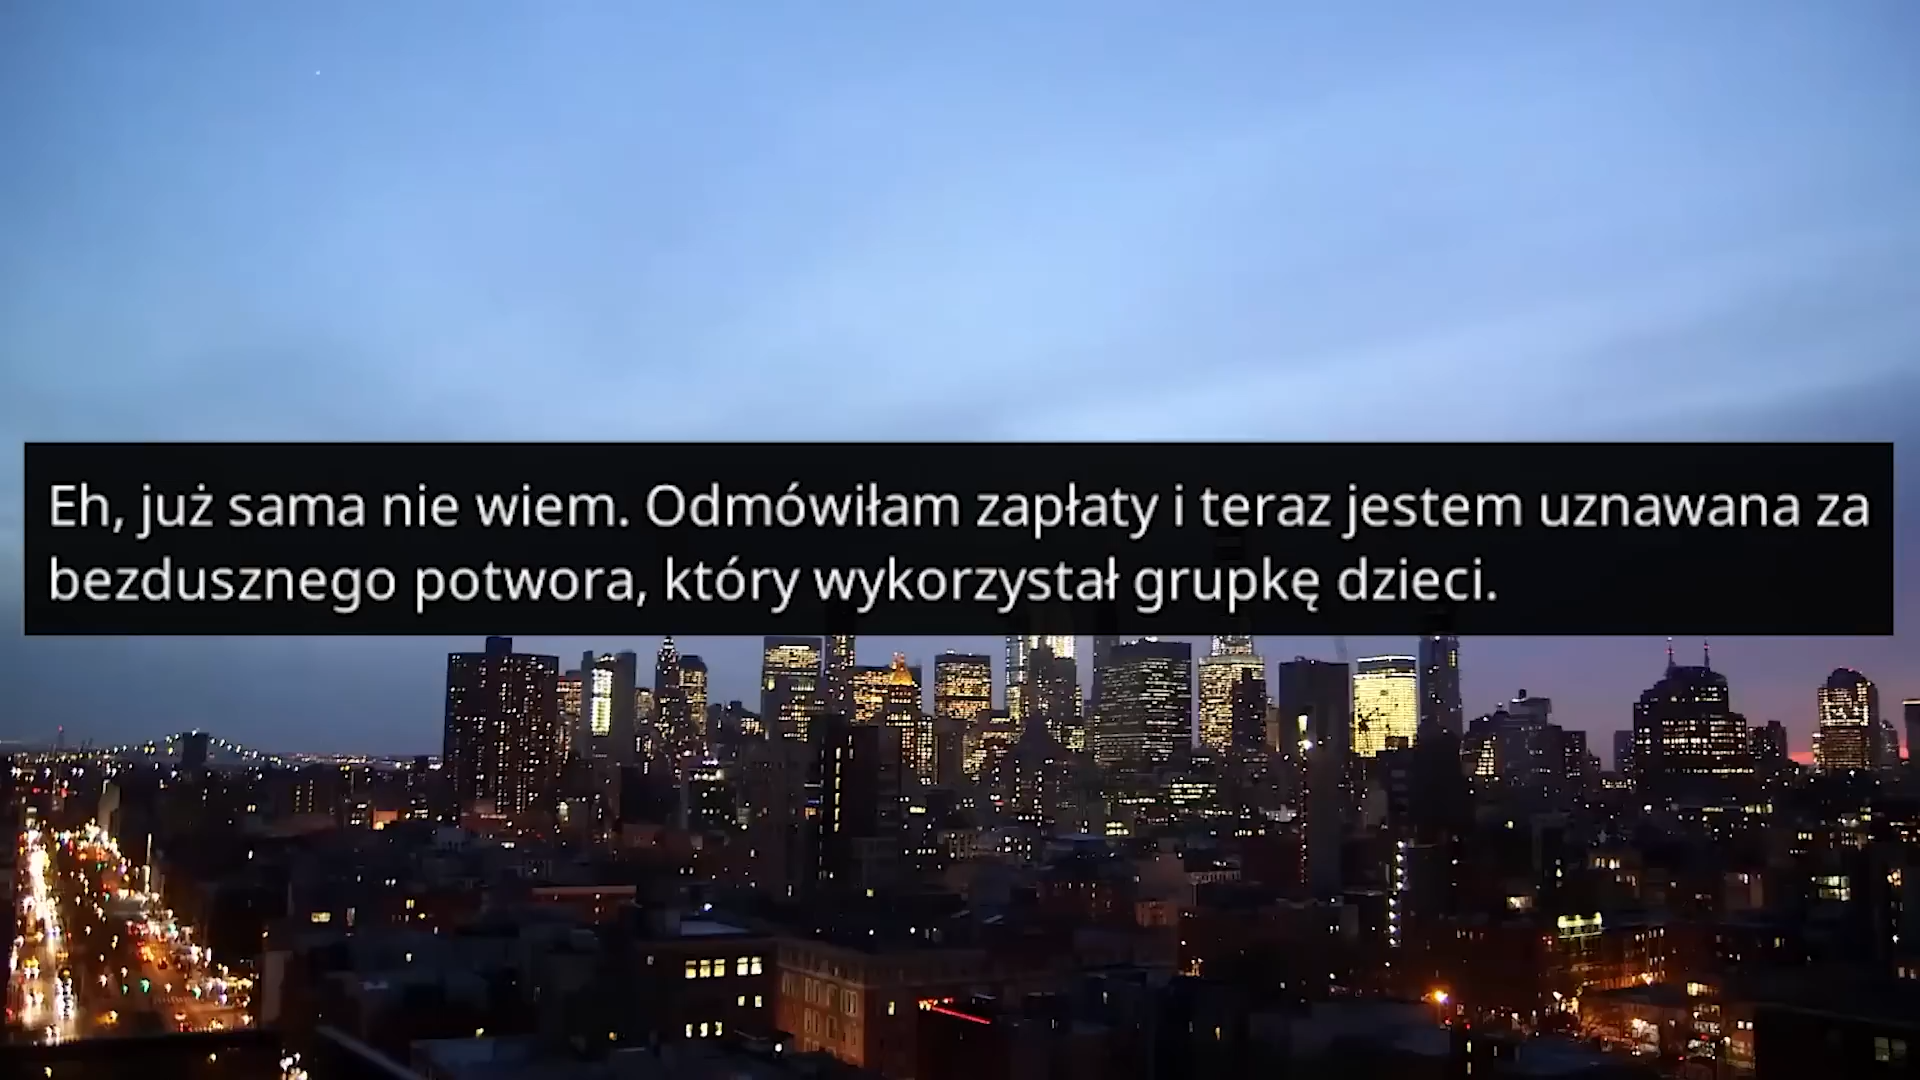 Eh, już sama nie wiem. Odmówiłam zapłaty i teraz jestem uznawana za
bezdusznego potwora, który wykorzystał grupkę dzieci.